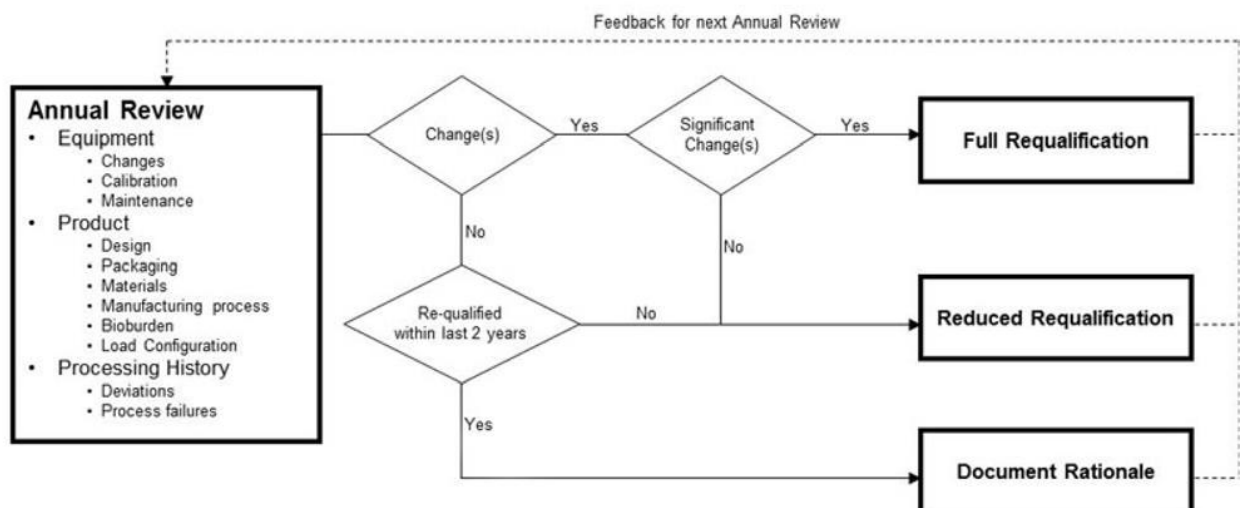 Feedback for next Annual Review
Annual Review
• Equipment
• Changes
• Calibration
• Maintenance
• Product
• Design
• Packaging
• Materials
• Manufacturing process
• Bioburden
• Load Configuration
• Processing History
• Deviations
• Process failures
Change(s)
Yes
Significant
Change(s)
Yes
Full Requalification
No
No
Re-qualified
within last 2 years
No
Reduced Requalification
Yes
Document Rationale